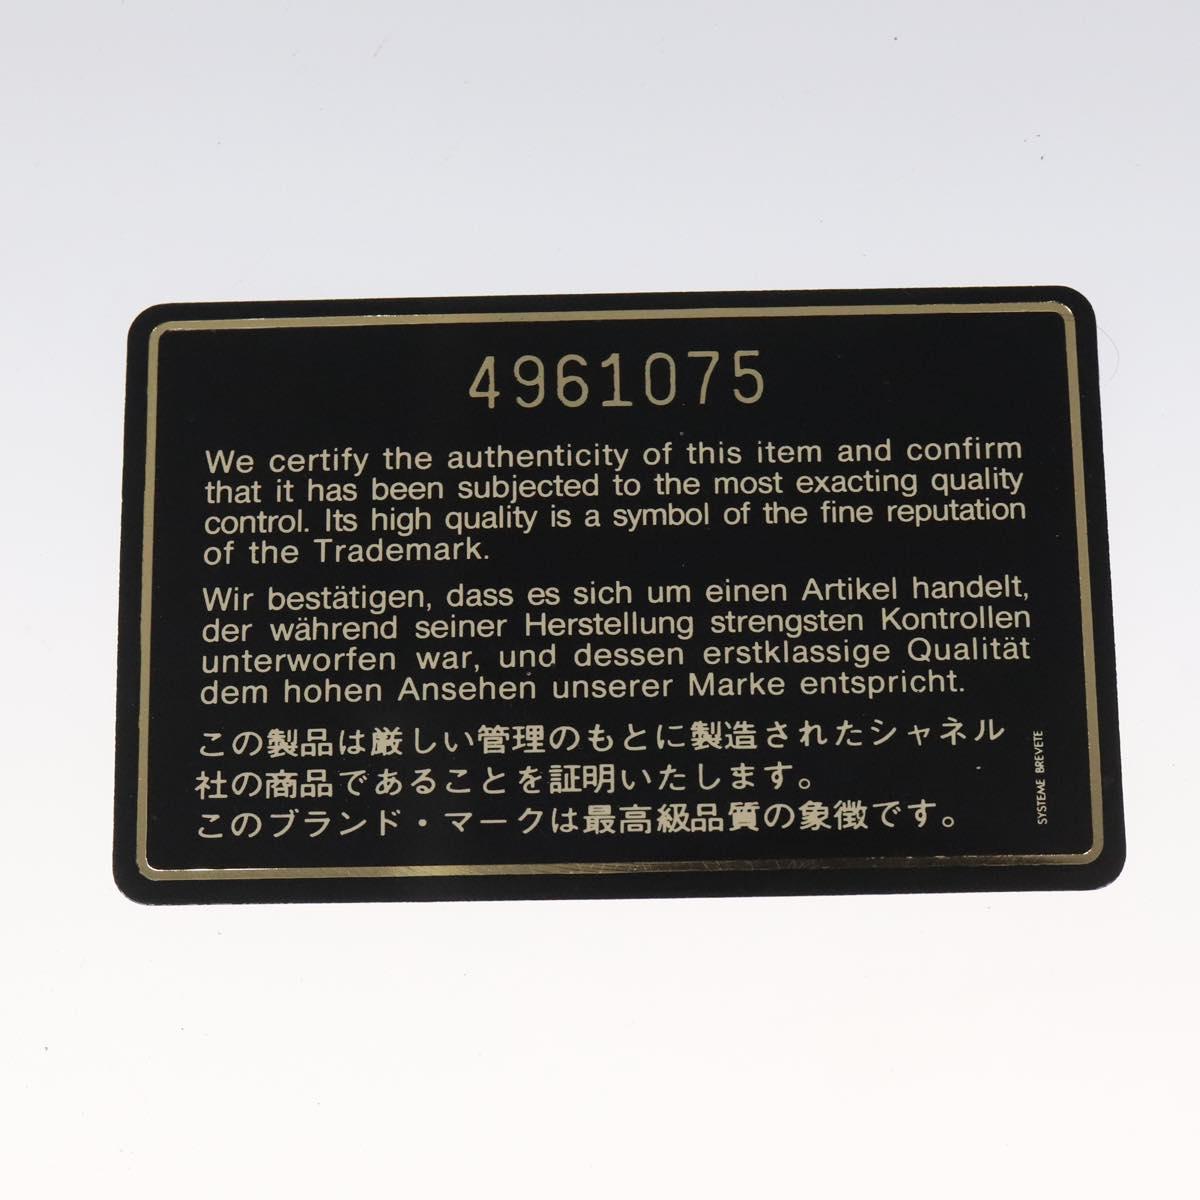 4961075
We certify the authenticity of this item and confirm
that it has been subjected to the most exacting quality
control. Its high quality is a symbol of the fine reputation
of the Trademark.
Wir bestätigen, dass es sich um einen Artikel handelt,
der während seiner Herstellung strengsten Kontrollen
unterworfen war, und dessen erstklassige Qualität
dem hohen Ansehen unserer Marke entspricht.
この製品は厳しい管理のもとに製造されたシャネル
社の商品であることを証明いたします。
このブランド・マークは最高級品質の象徴です。
SYSTEME BREVETE